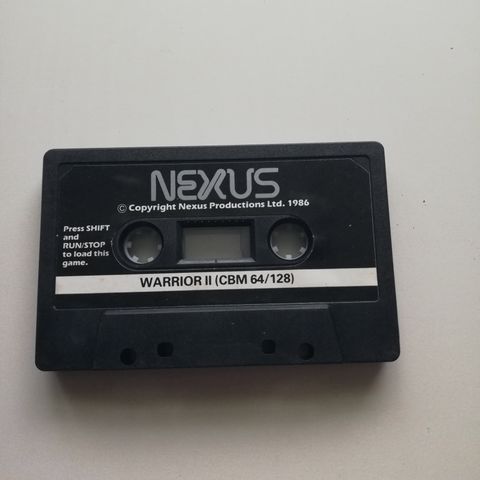 NEXUS
© Copyright Nexus Productions Ltd. 1986
Press SHIFT
and
RUN/STOP
to load this
game.
WARRIOR II (CBM 64/128)